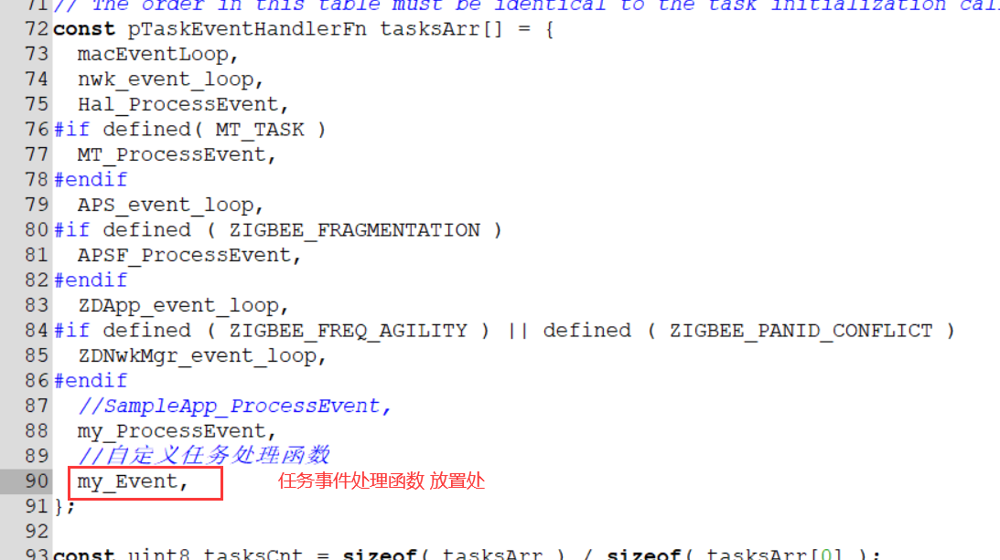 71// The order in this table must be identical to the task initialization cal
72const pTaskEventHandlerFn tasksArr[] = {
73  macEventLoop,
74  nwk_event_loop,
75  Hal_ProcessEvent,
76#if defined( MT_TASK )
77  MT_ProcessEvent,
78#endif
79  APS_event_loop,
80#if defined ( ZIGBEE_FRAGMENTATION )
81  APSF_ProcessEvent,
82#endif
83  ZDApp_event_loop,
84#if defined ( ZIGBEE_FREQ_AGILITY ) || defined ( ZIGBEE_PANID_CONFLICT )
85  ZDNwkMgr_event_loop,
86#endif
87  //SampleApp_ProcessEvent,
88  my_ProcessEvent,
89  //自定义任务处理函数
90  my_Event, 任务事件处理函数 放置处
91};
92
93const uint8 tasksCnt = sizeof( tasksArr ) / sizeof( tasksArr[0] );